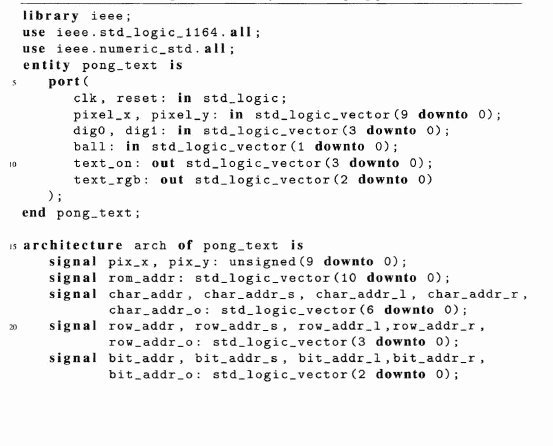 library ieee;
use ieee.std_logic_1164.all;
use ieee.numeric_std.all;
entity pong_text is
5 port(
clk, reset: in std_logic;
pixel_x, pixel_y: in std_logic_vector(9 downto 0);
dig0, dig1: in std_logic_vector(3 downto 0);
ball: in std_logic_vector(1 downto 0);
10 text_on: out std_logic_vector(3 downto 0);
text_rgb: out std_logic_vector(2 downto 0)
);
end pong_text;
15 architecture arch of pong_text is
signal pix_x, pix_y: unsigned(9 downto 0);
signal rom_addr: std_logic_vector(10 downto 0);
signal char_addr, char_addr_s, char_addr_l, char_addr_r,
char_addr_o: std_logic_vector(6 downto 0);
20 signal row_addr, row_addr_s, row_addr_l,row_addr_r,
row_addr_o: std_logic_vector(3 downto 0);
signal bit_addr, bit_addr_s, bit_addr_l,bit_addr_r,
bit_addr_o: std_logic_vector(2 downto 0);